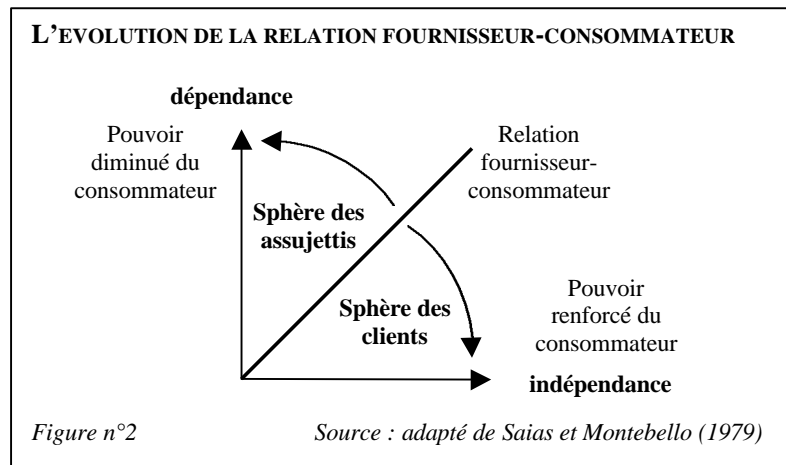 L'EVOLUTION DE LA RELATION FOURNISSEUR-CONSOMMATEUR
dépendance
Pouvoir
diminué du
consommateur
Relation
fournisseur-
consommateur
Sphère des
assujettis
Sphère des
clients
Pouvoir
renforcé du
consommateur
indépendance
Figure n°2
Source : adapté de Saias et Montebello (1979)